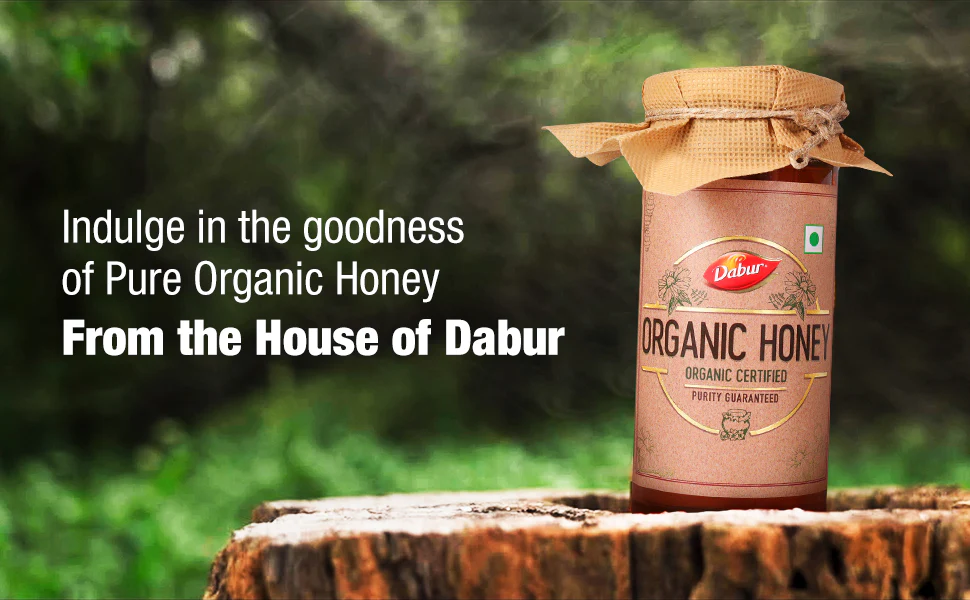 Indulge in the goodness
of Pure Organic Honey
From the House of Dabur
Dabur
ORGANIC HONEY
ORGANIC CERTIFIED
PURITY GUARANTEED